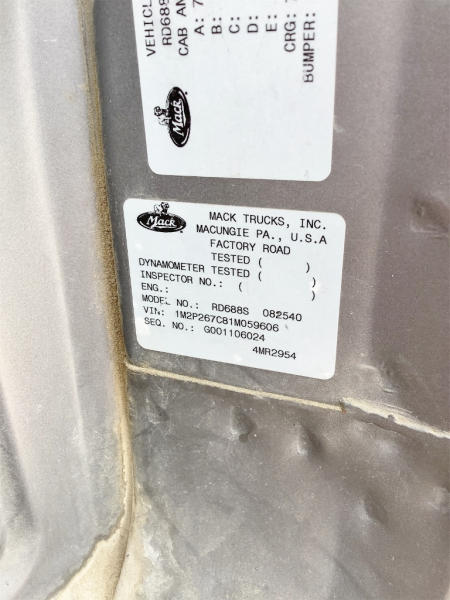 VEHICL
RD688
CAB AN
A: 7
B:
C:
D:
E:
CRG:
BUMPER:
Mack
Mack
MACK TRUCKS, INC.
MACUNGIE PA., U.S.A
FACTORY ROAD
TESTED ( )
DYNAMOMETER TESTED ( )
INSPECTOR NO.: ( )
ENG.:
MODEL NO.: RD688S 082540
VIN: 1M2P267C81M059606
SEQ. NO.: G001106024
4MR2954